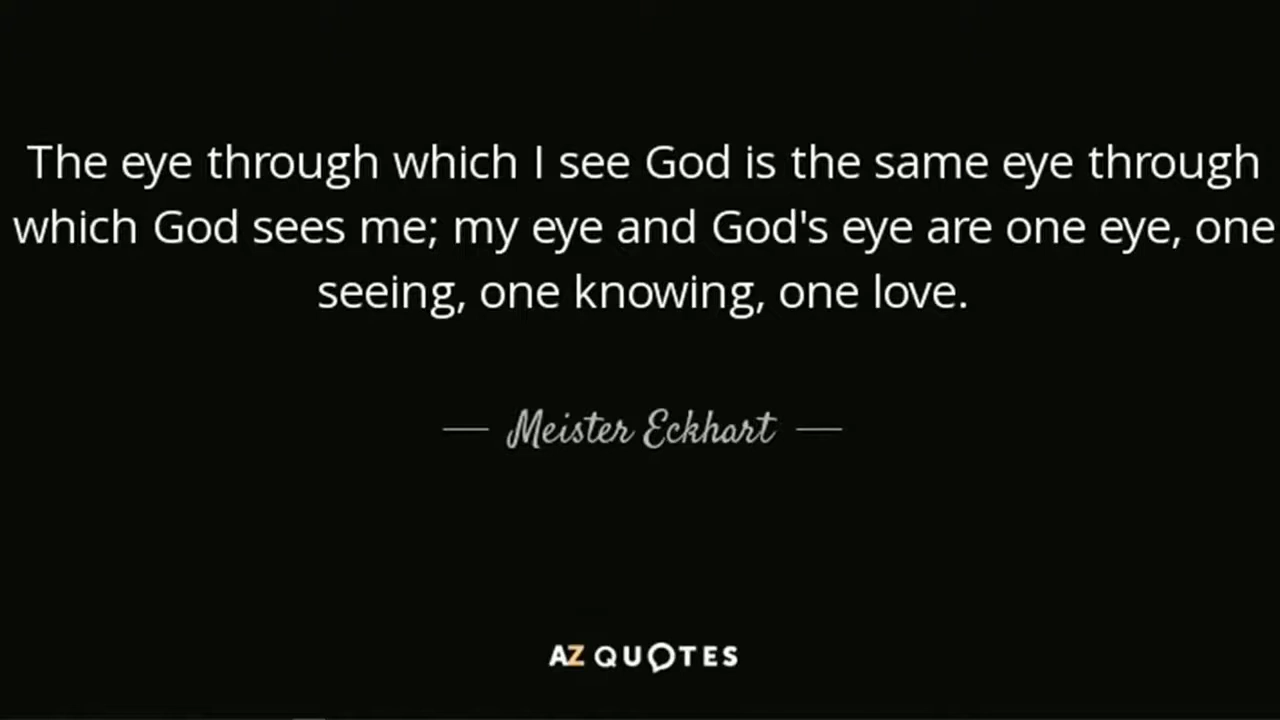 The eye through which I see God is the same eye through
which God sees me; my eye and God's eye are one eye, one
seeing, one knowing, one love.
— Meister Eckhart —
AZ QUOTES